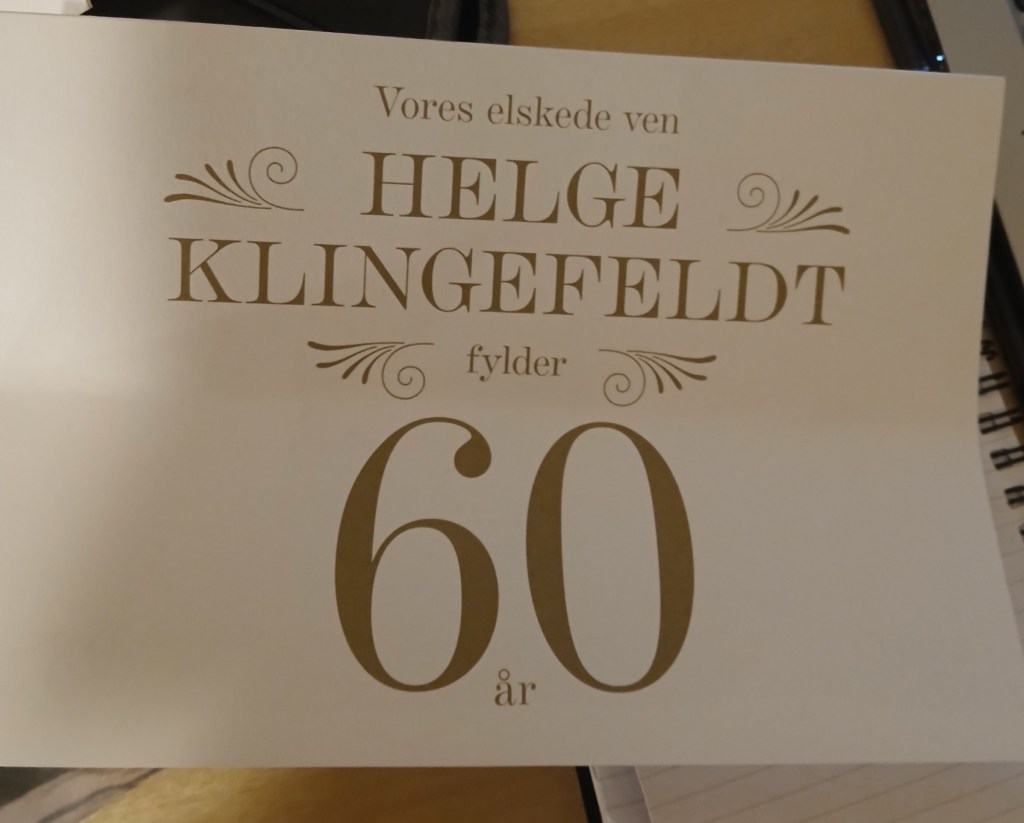 Vores elskede ven
HELGE
KLINGEFELDT
fylder
60
år